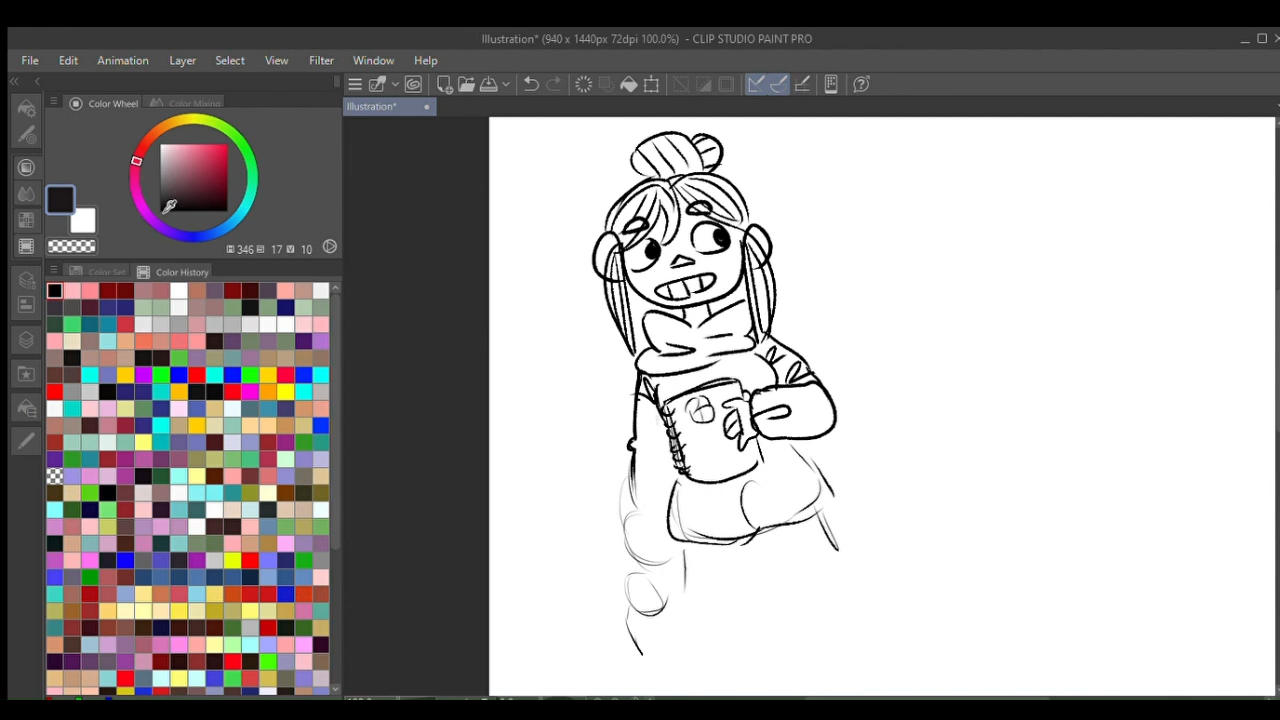 Illustration* (940 x 1440px 72dpi 100.0%) - CLIP STUDIO PAINT PRO
File Edit Animation Layer Select View Filter Window Help
Illustration*
Color Wheel Color Mixing
346 17 V 10
Color Set Color History